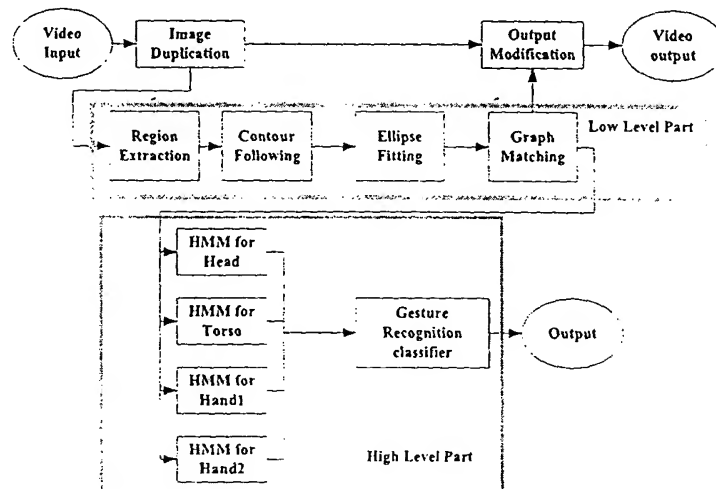 Video
Input
Image
Duplication
Output
Modification
Video
output
Region
Extraction
Contour
Following
Ellipse
Fitting
Graph
Matching
Low Level Part
HMM for
Head
HMM for
Torso
HMM for
Hand1
HMM for
Hand2
Gesture
Recognition
classifier
Output
High Level Part